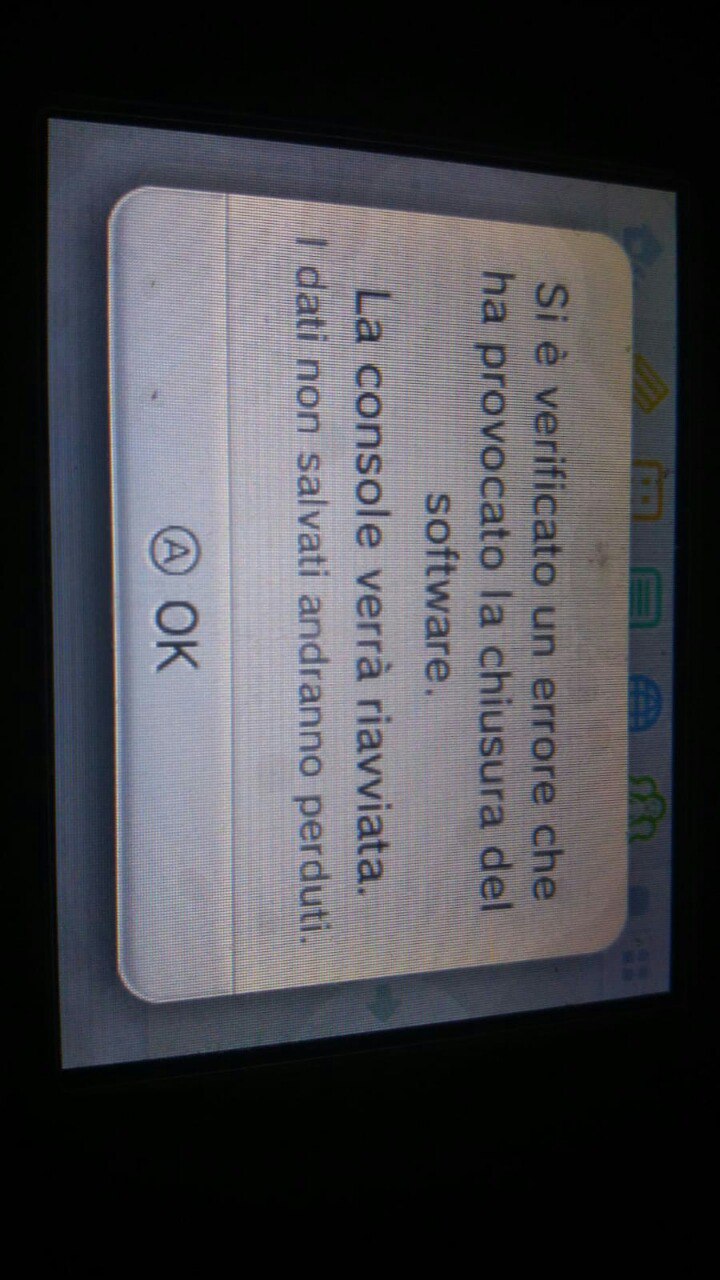 Si è verificato un errore che
ha provocato la chiusura del
software.
La console verrà riavviata.
I dati non salvati andranno perduti.
Ⓐ OK